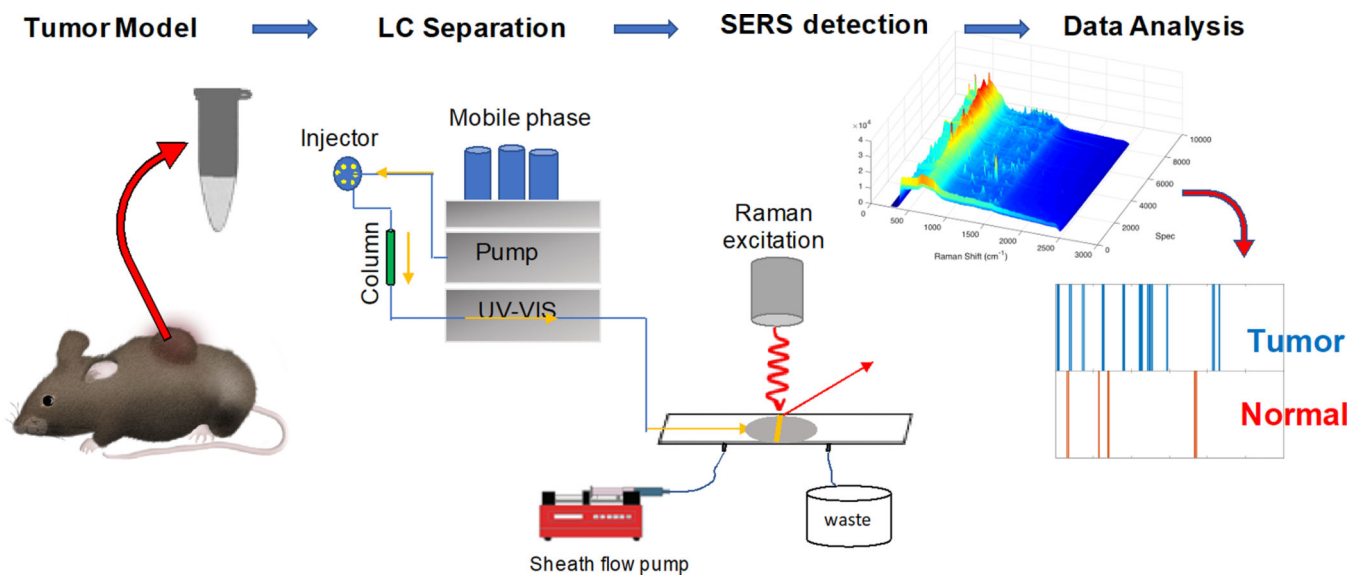 Tumor Model
LC Separation
SERS detection
Data Analysis
Mobile phase
Injector
Column
Pump
UV-VIS
Raman
excitation
× 10⁴
4
3
2
1
0
0
500
1000
1500
2000
2500
3000
Raman Shift (cm⁻¹)
0
2000
4000
6000
8000
10000
Spec
Tumor
Normal
waste
Sheath flow pump